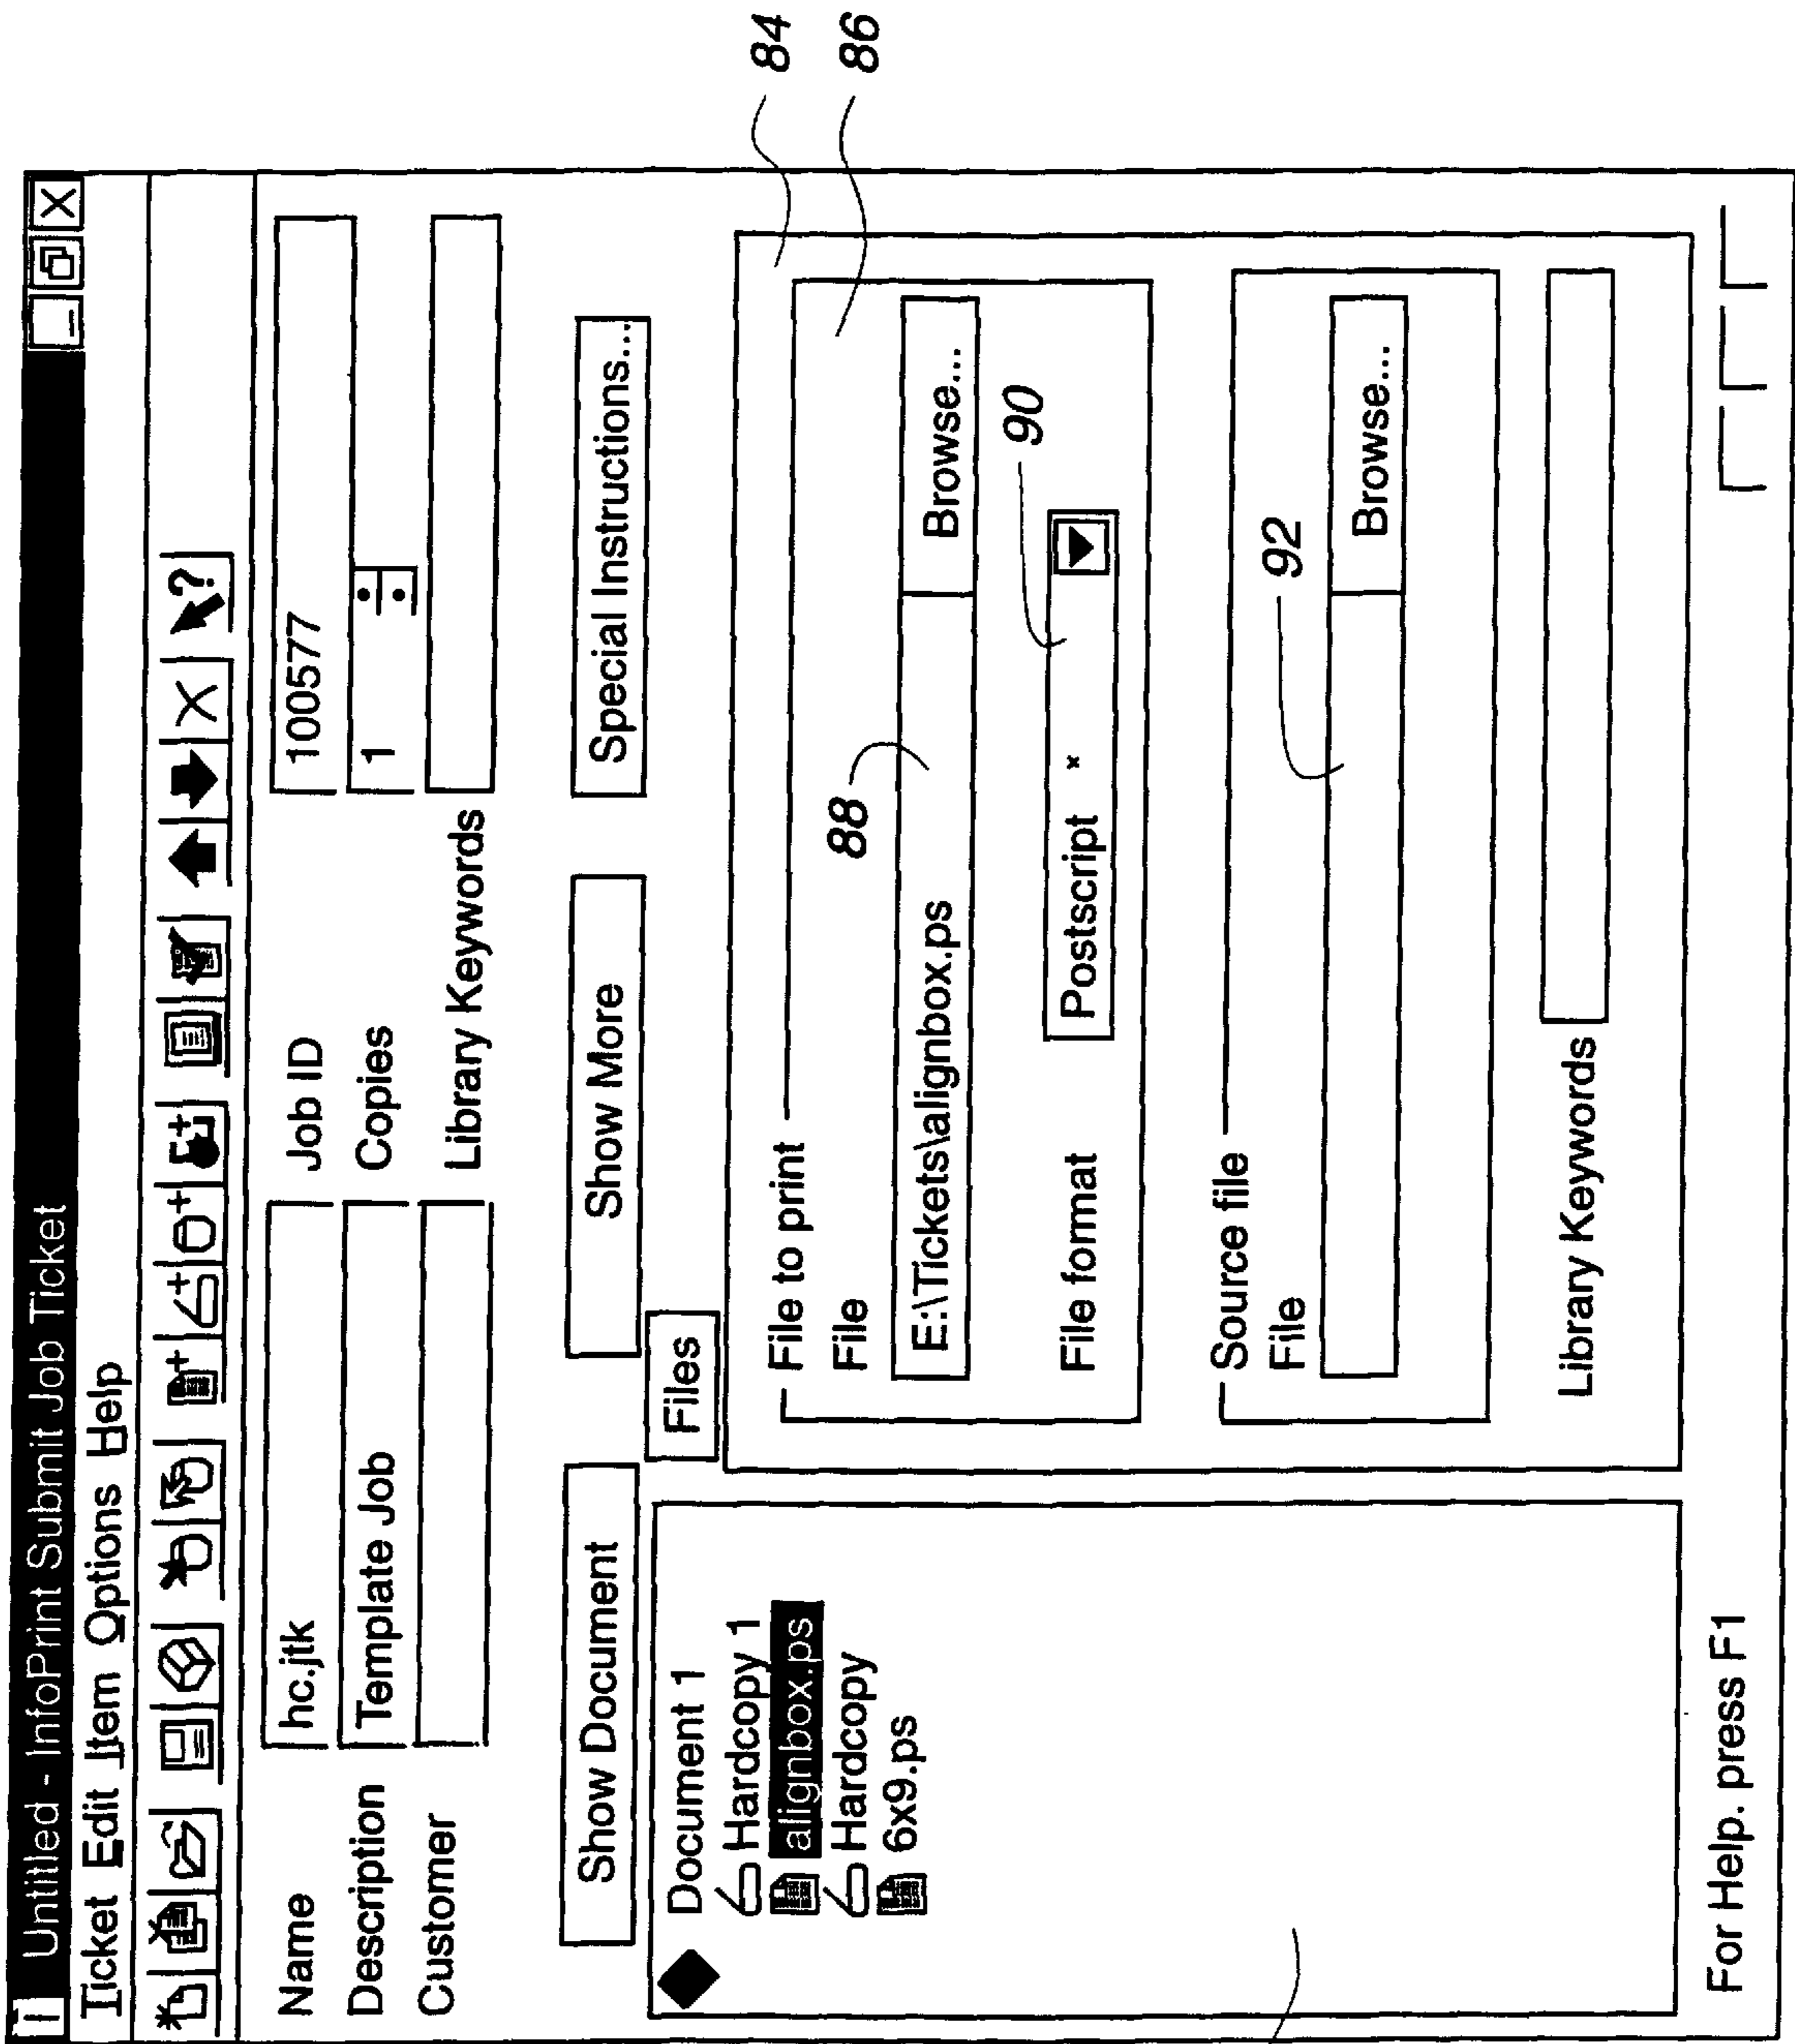 Untitled - InfoPrint Submit Job Ticket
Ticket Edit Item Options Help
Name hc.jtk Job ID 100577
Description Template Job Copies 1
Customer Library Keywords
Show Document Show More Special Instructions...
Files
Document 1
Hardcopy 1
alignbox.ps
Hardcopy
6x9.ps
84
File to print
86
File
88
E:\Tickets\alignbox.ps Browse...
90
File format Postscript
Source file
File
92
Browse...
Library Keywords
For Help. press F1